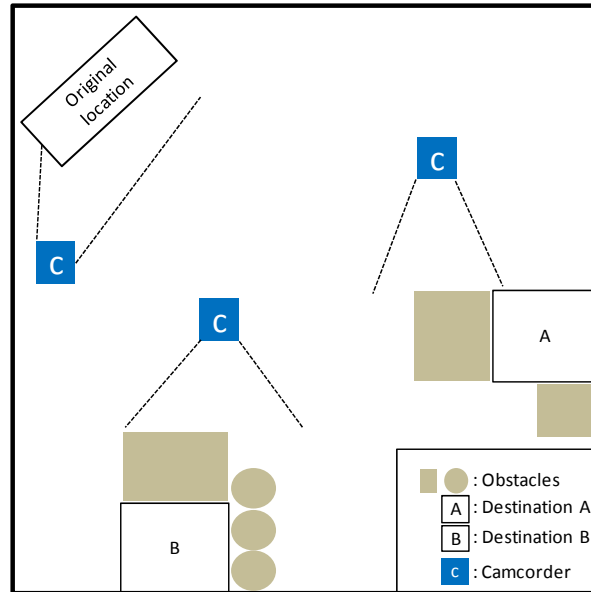 Original
location
C
C
C
A
B
: Obstacles
A : Destination A
B : Destination B
C : Camcorder